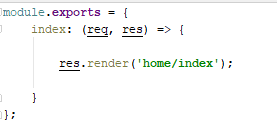 module.exports = {
    index: (req, res) => {
        res.render('home/index');
    }
};